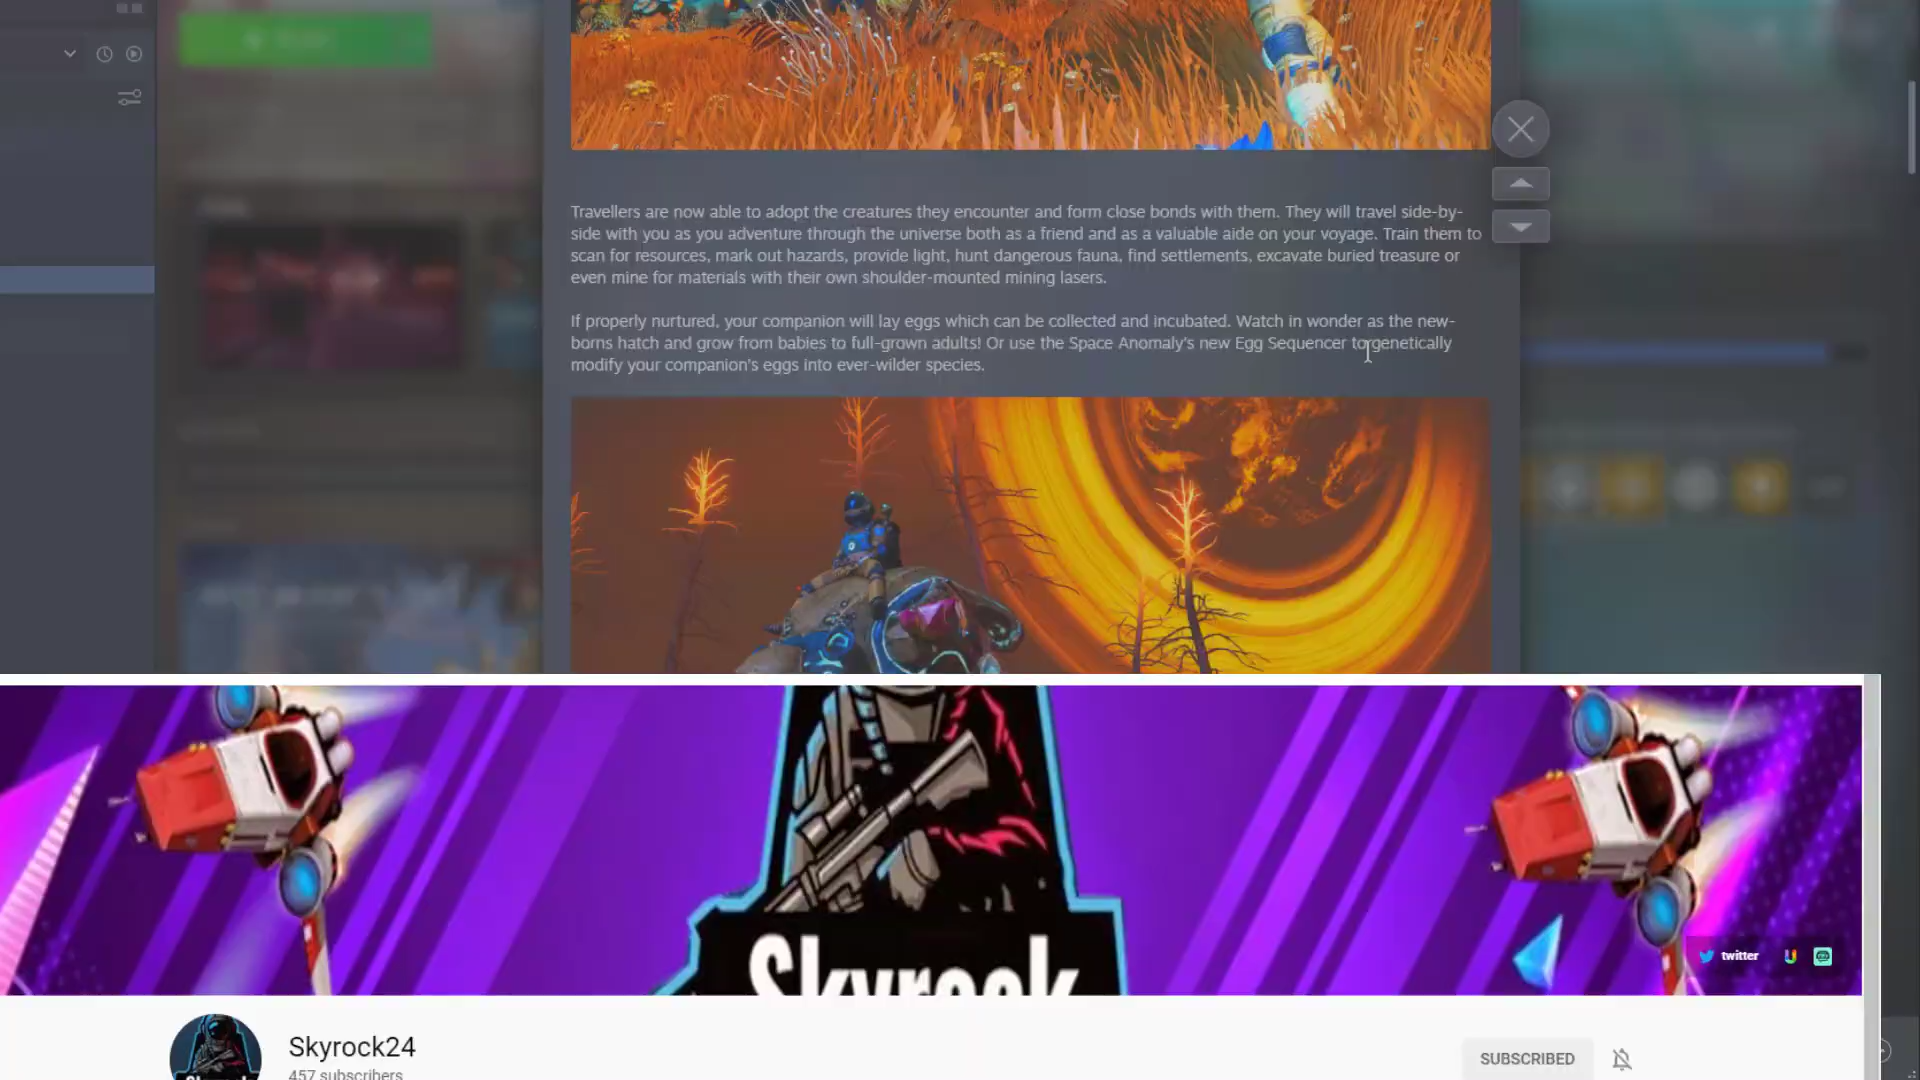 Travellers are now able to adopt the creatures they encounter and form close bonds with them. They will travel side-by-
side with you as you adventure through the universe both as a friend and as a valuable aide on your voyage. Train them to
scan for resources, mark out hazards, provide light, hunt dangerous fauna, find settlements, excavate buried treasure or
even mine for materials with their own shoulder-mounted mining lasers.
If properly nurtured, your companion will lay eggs which can be collected and incubated. Watch in wonder as the new-
borns hatch and grow from babies to full-grown adults! Or use the Space Anomaly's new Egg Sequencer to genetically
modify your companion's eggs into ever-wilder species.
Skyrock
twitter
Skyrock24
SUBSCRIBED
457 subscribers
Skyrock